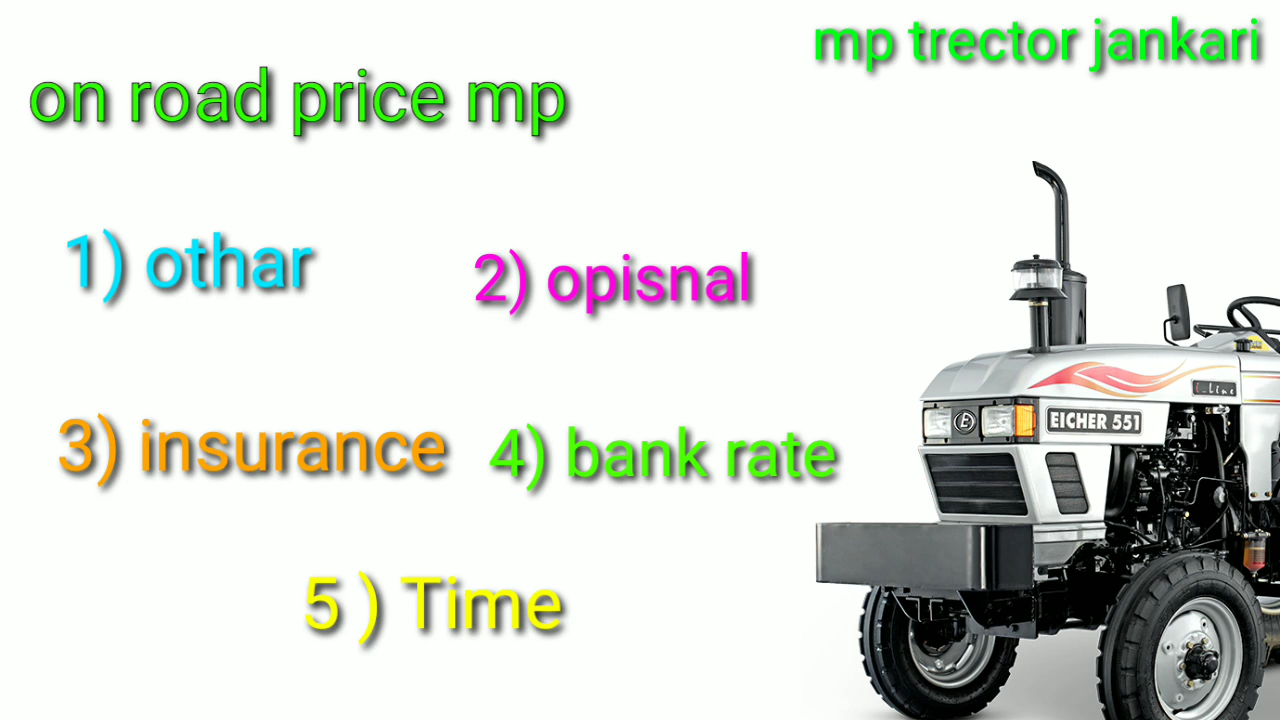 mp trector jankari
on road price mp
1) othar
2) opisnal
3) insurance
4) bank rate
5 ) Time
i-Line
E
EICHER 551